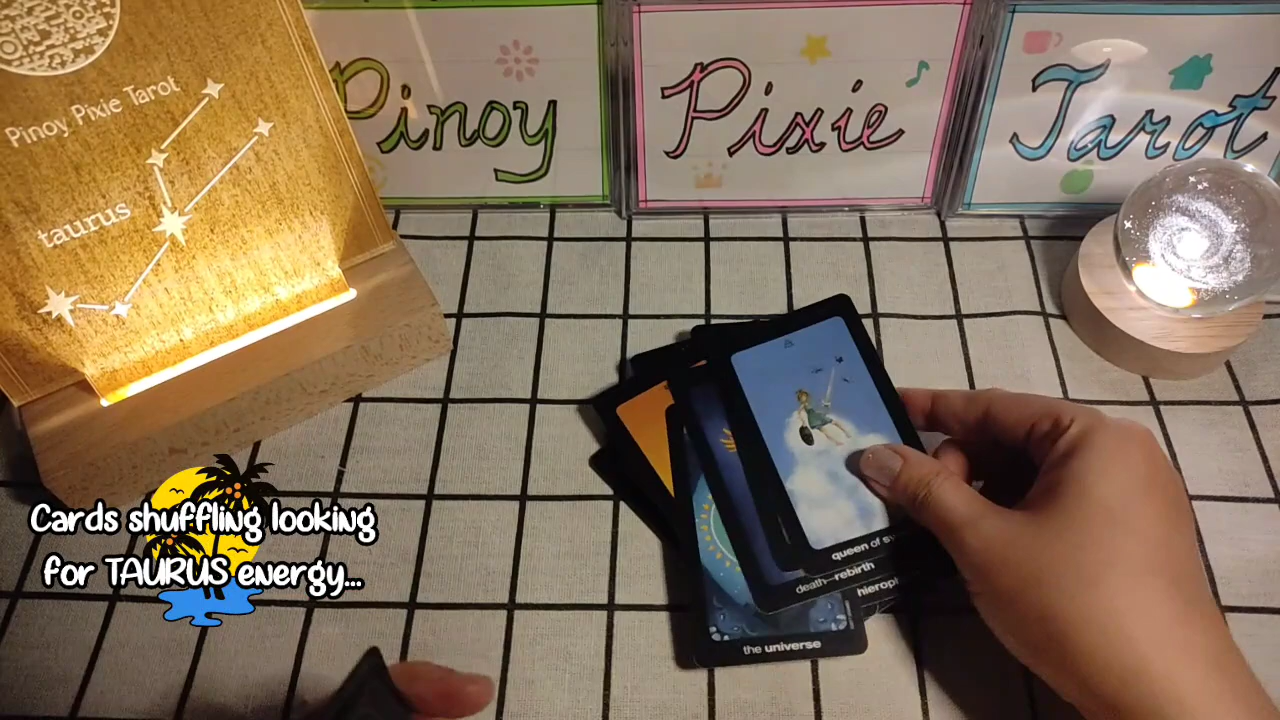 Pinoy Pixie Tarot
taurus
Pinoy
Pixie
Tarot
queen of sw
death—rebirth
hierop
the universe
Cards shuffling looking
for TAURUS energy...